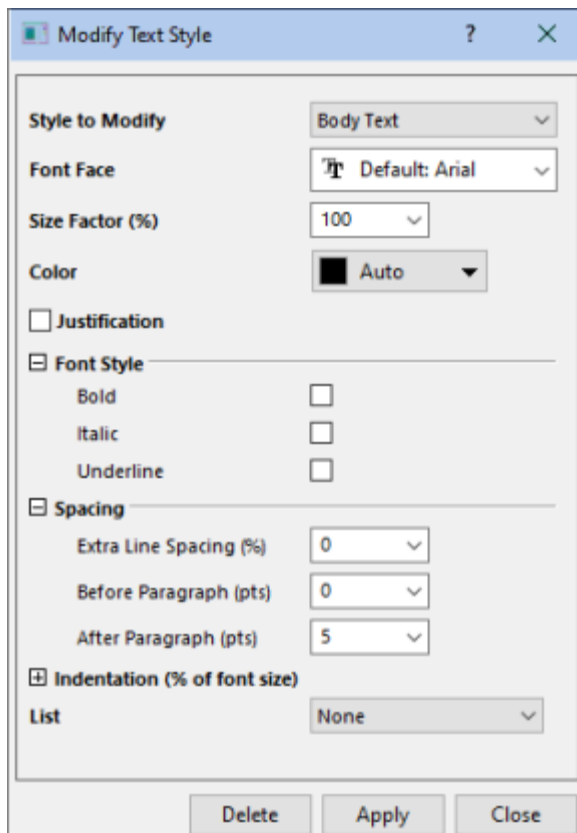 Modify Text Style ?
Style to Modify Body Text
Font Face Default: Arial
Size Factor (%) 100
Color Auto
Justification
Font Style
Bold
Italic
Underline
Spacing
Extra Line Spacing (%) 0
Before Paragraph (pts) 0
After Paragraph (pts) 5
Indentation (% of font size)
List None
Delete Apply Close